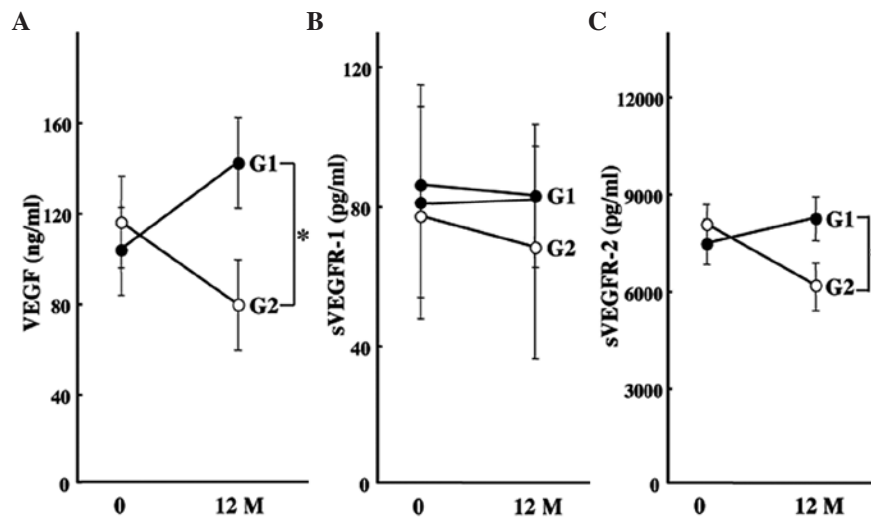 A
VEGF (ng/ml)
160
120
80
40
0
G1
G2
*
0 12 M
B
sVEGFR-1 (pg/ml)
120
80
40
0
G1
G2
0 12 M
C
sVEGFR-2 (pg/ml)
12000
9000
6000
3000
0
G1
G2
0 12 M